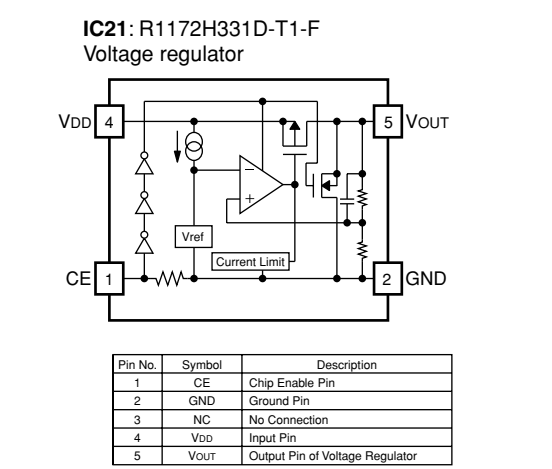 IC21: R1172H331D-T1-F
Voltage regulator
VDD 4
5 VOUT
−
+
Vref
Current Limit
CE 1
2 GND
Pin No. Symbol Description
1 CE Chip Enable Pin
2 GND Ground Pin
3 NC No Connection
4 VDD Input Pin
5 VOUT Output Pin of Voltage Regulator